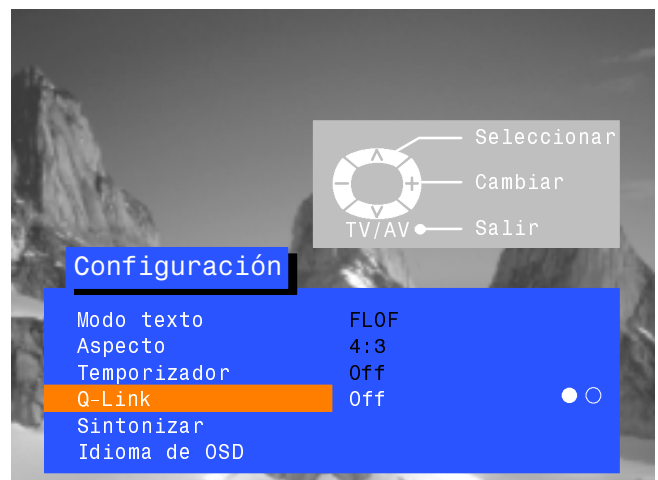 Seleccionar
Cambiar
TV/AV Salir
Configuración
Modo texto FLOF
Aspecto 4:3
Temporizador Off
Q-Link Off
Sintonizar
Idioma de OSD